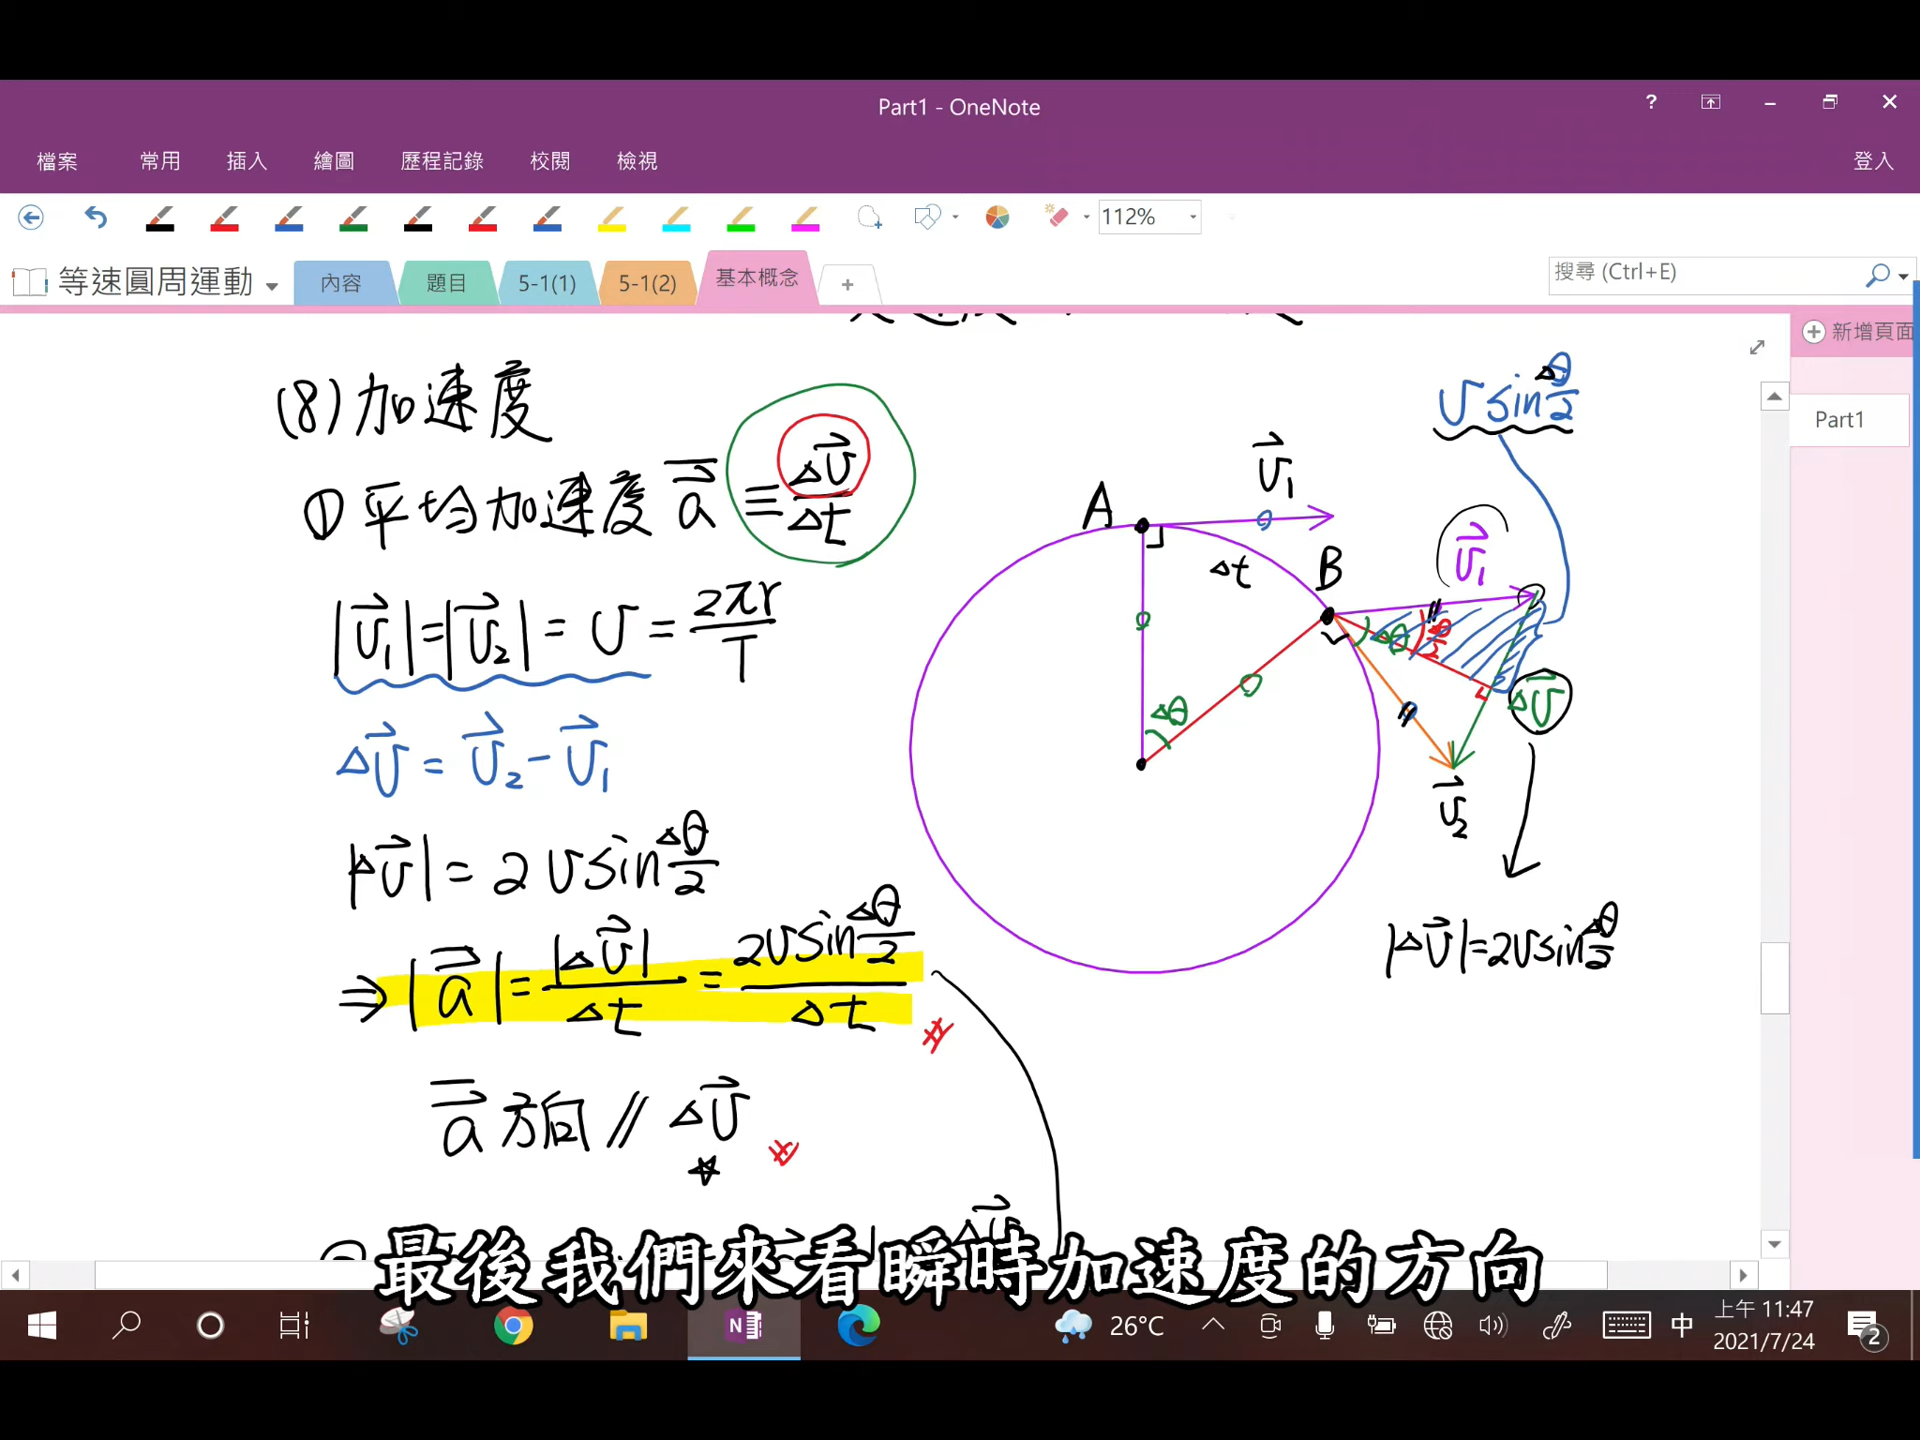 Part1 - OneNote
檔案 常用 插入 繪圖 歷程記錄 校閱 檢視 登入
112%
等速圓周運動 內容 題目 5-1(1) 5-1(2) 基本概念 搜尋 (Ctrl+E)
新增頁面
Part1
(8)加速度
① 平均加速度 a⃗ ≡ Δv⃗/Δt
|v⃗₁|=|v⃗₂| = v = 2πr/T
Δv⃗ = v⃗₂ - v⃗₁
|Δv⃗| = 2v sin Δθ/2
⇒ |a⃗| = |Δv⃗|/Δt = 2v sin Δθ/2 / Δt
a⃗ 方向 // Δv⃗
v sin Δθ/2
A v⃗₁
Δt B v⃗₁
Δθ Δθ
Δv⃗
v⃗₂
|Δv⃗|=2v sin Δθ/2
最後我們來看瞬時加速度的方向
26°C 中 上午 11:47
2021/7/24 2